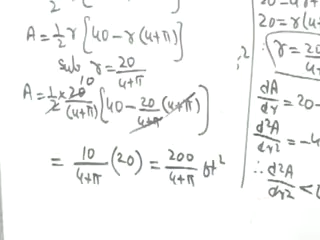 A = 1/2 r [40 - r(4+π)]
sub r = 20/(4+π)
A = 1/2 × 20/(4+π) [40 - 20/(4+π) (4+π)]
10
= 10/(4+π) (20) = 200/(4+π) ft²
20 = r(4
∴ r = 20/
dA/dr = 20 -
d²A/dr² = -4
∴ d²A/dr² <